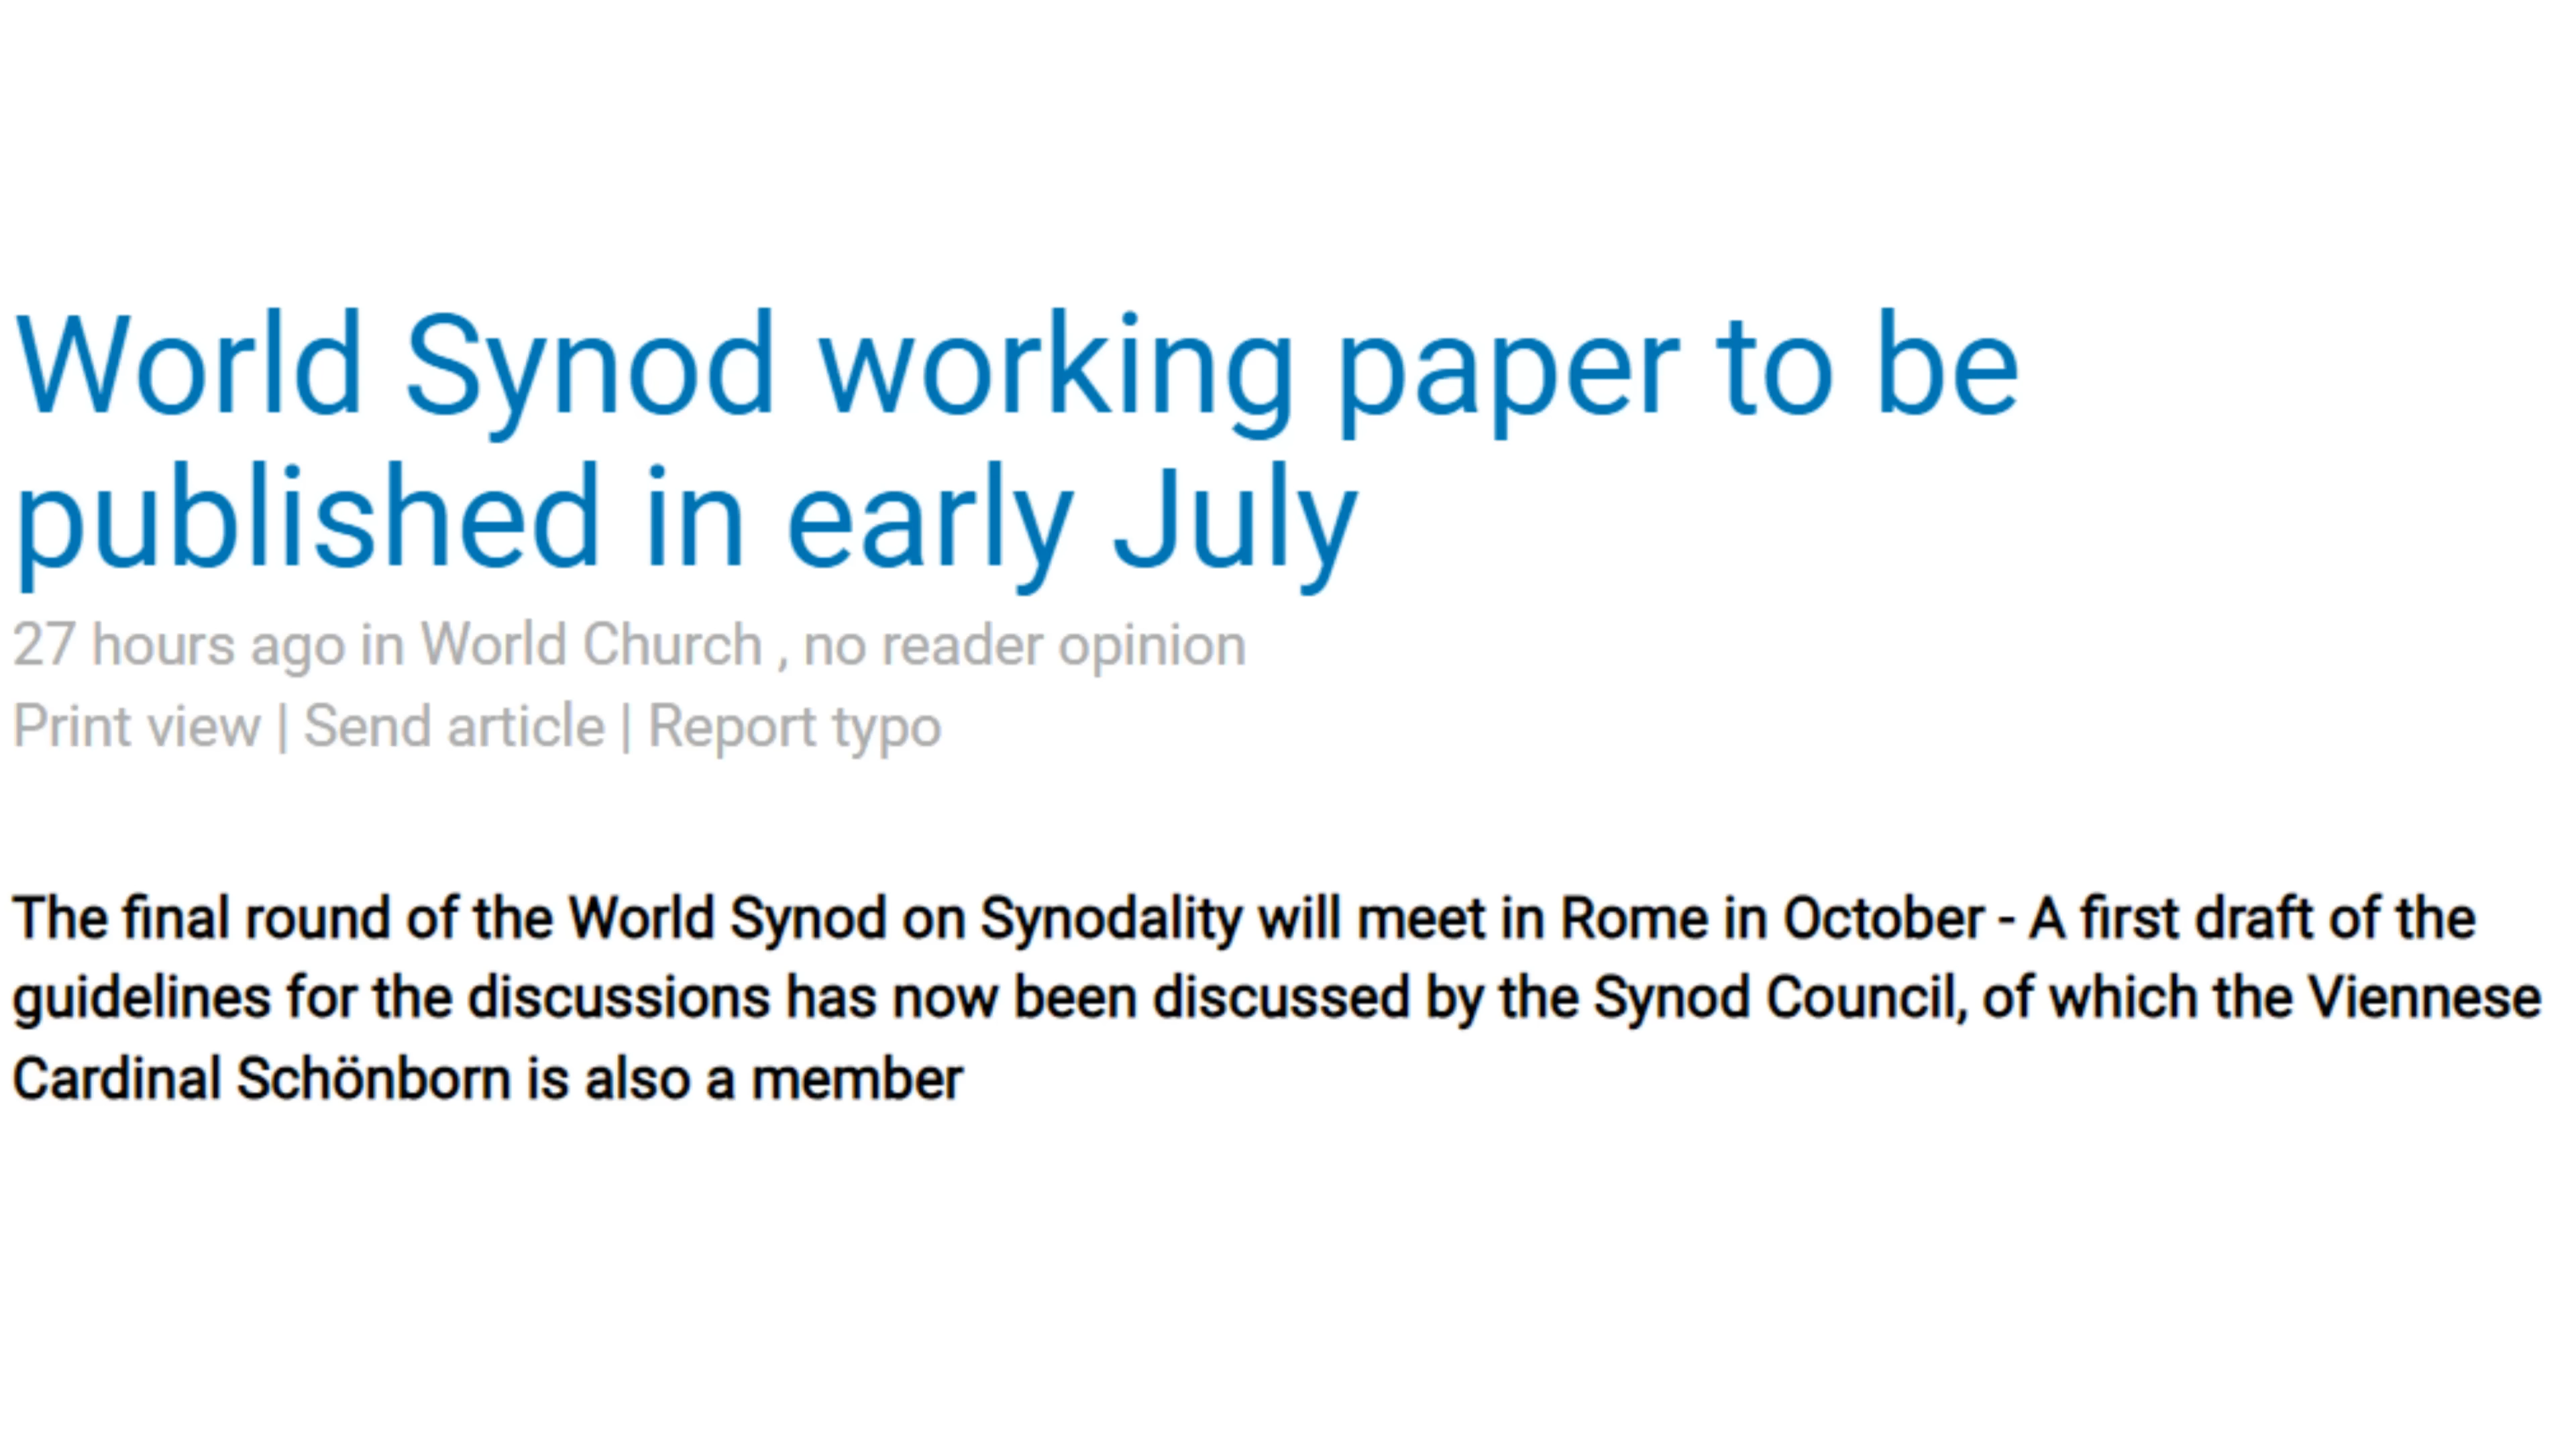 World Synod working paper to be
published in early July
27 hours ago in World Church , no reader opinion
Print view | Send article | Report typo
The final round of the World Synod on Synodality will meet in Rome in October - A first draft of the
guidelines for the discussions has now been discussed by the Synod Council, of which the Viennese
Cardinal Schönborn is also a member